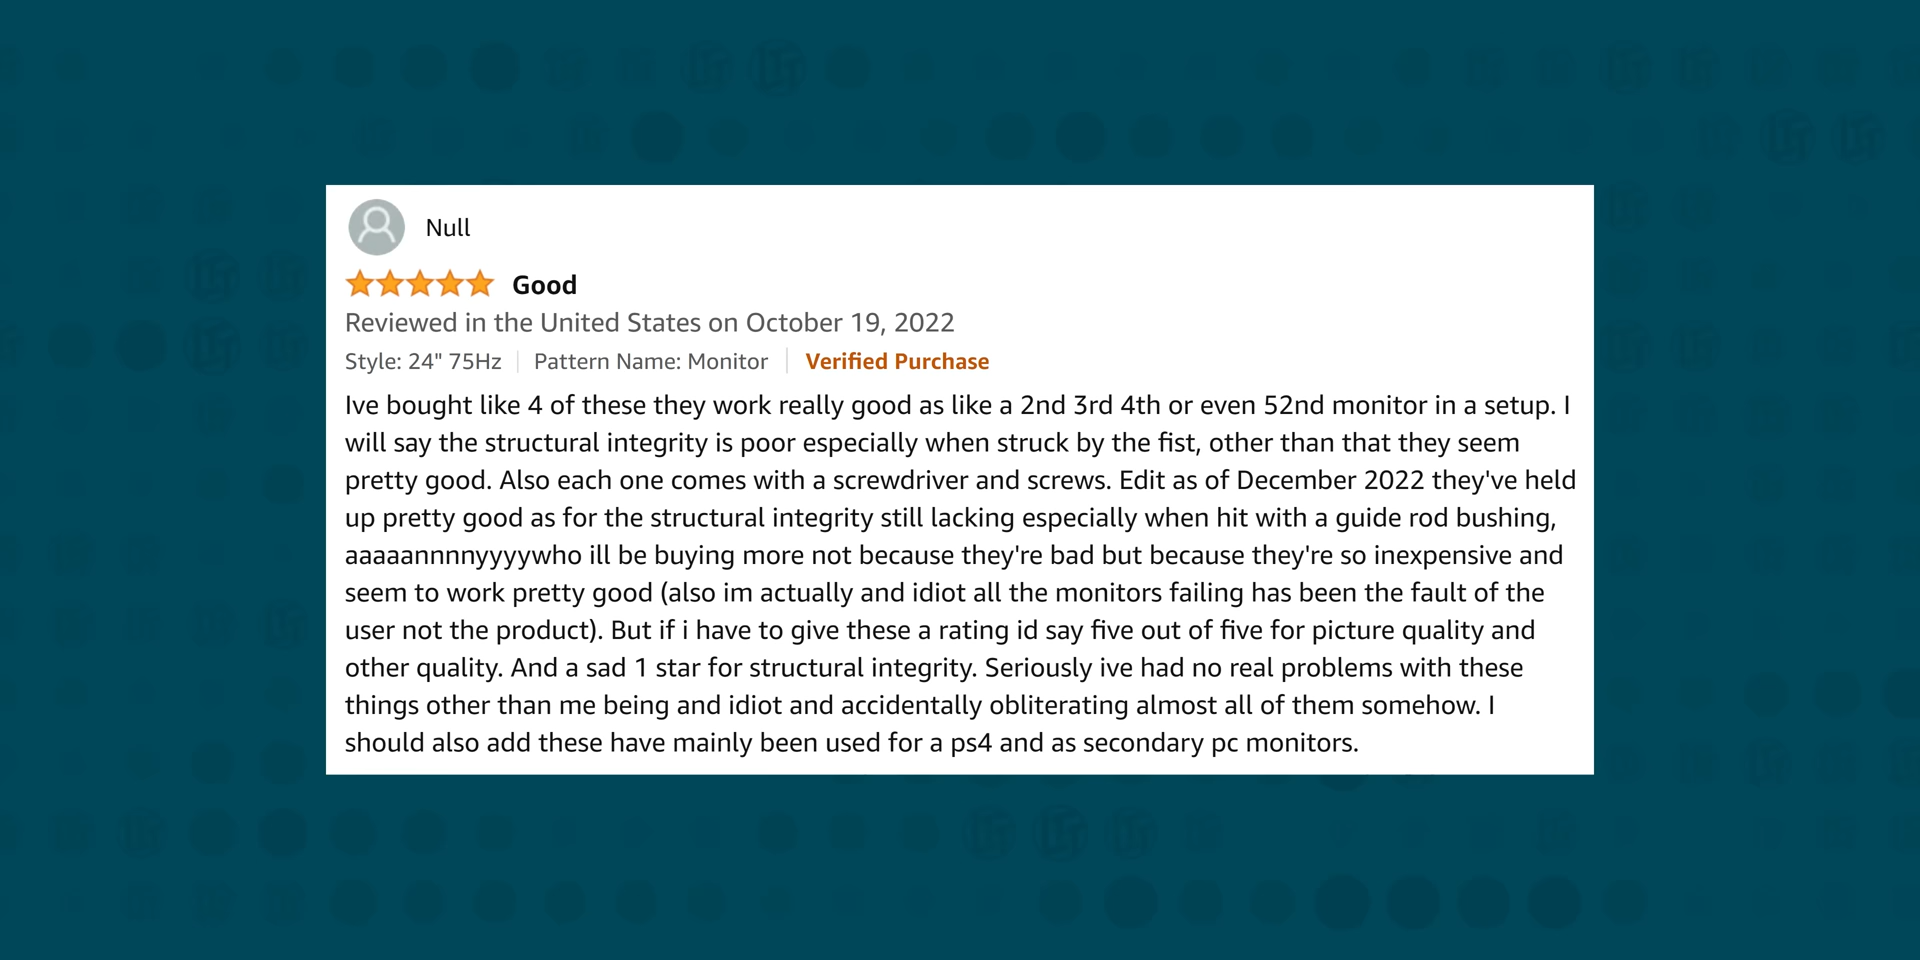 Null
Good
Reviewed in the United States on October 19, 2022
Style: 24" 75Hz | Pattern Name: Monitor | Verified Purchase
Ive bought like 4 of these they work really good as like a 2nd 3rd 4th or even 52nd monitor in a setup. I
will say the structural integrity is poor especially when struck by the fist, other than that they seem
pretty good. Also each one comes with a screwdriver and screws. Edit as of December 2022 they've held
up pretty good as for the structural integrity still lacking especially when hit with a guide rod bushing,
aaaaannnnyyyywho ill be buying more not because they're bad but because they're so inexpensive and
seem to work pretty good (also im actually and idiot all the monitors failing has been the fault of the
user not the product). But if i have to give these a rating id say five out of five for picture quality and
other quality. And a sad 1 star for structural integrity. Seriously ive had no real problems with these
things other than me being and idiot and accidentally obliterating almost all of them somehow. I
should also add these have mainly been used for a ps4 and as secondary pc monitors.